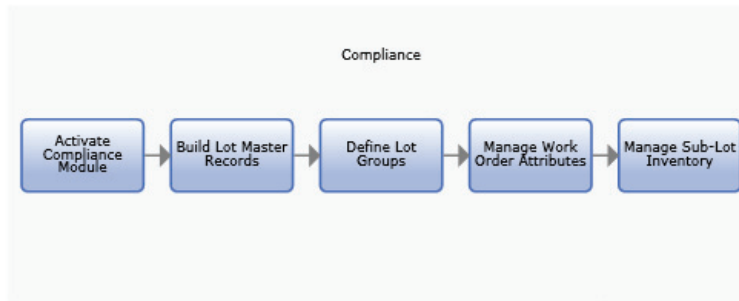 Compliance
Activate
Compliance
Module
Build Lot Master
Records
Define Lot
Groups
Manage Work
Order Attributes
Manage Sub-Lot
Inventory